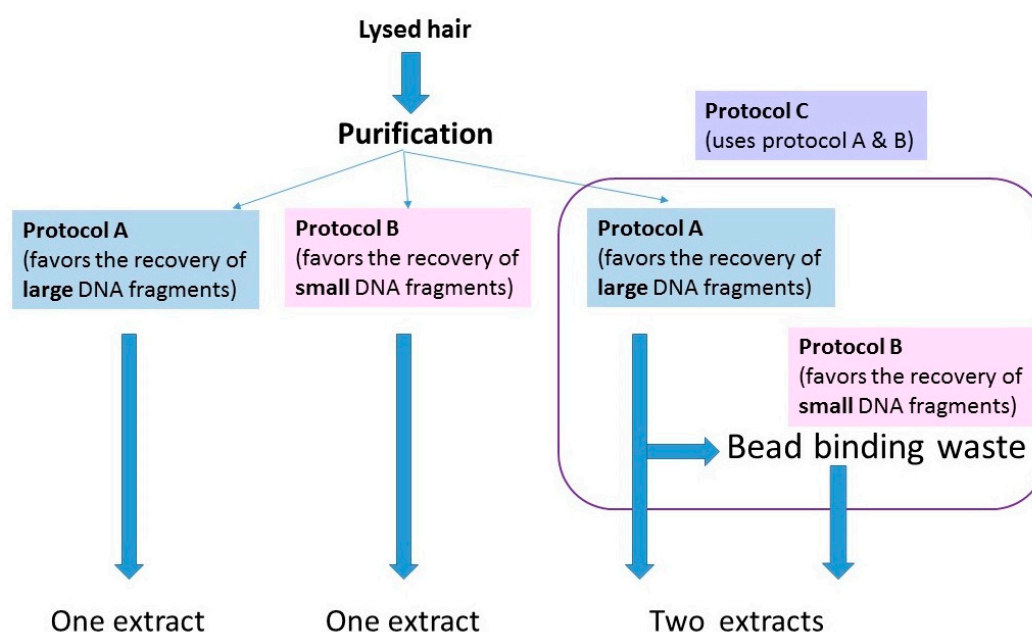 Lysed hair
Purification
Protocol C
(uses protocol A & B)
Protocol A
(favors the recovery of
large DNA fragments)
Protocol B
(favors the recovery of
small DNA fragments)
Protocol A
(favors the recovery of
large DNA fragments)
Protocol B
(favors the recovery of
small DNA fragments)
Bead binding waste
One extract
One extract
Two extracts